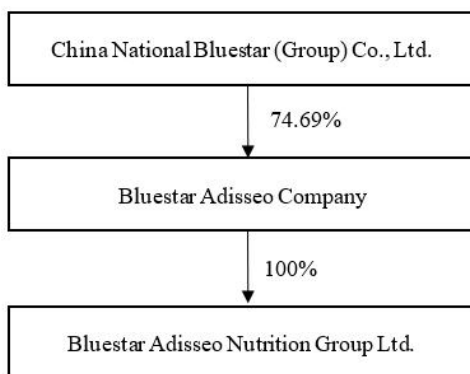 China National Bluestar (Group) Co., Ltd.
74.69%
Bluestar Adisseo Company
100%
Bluestar Adisseo Nutrition Group Ltd.